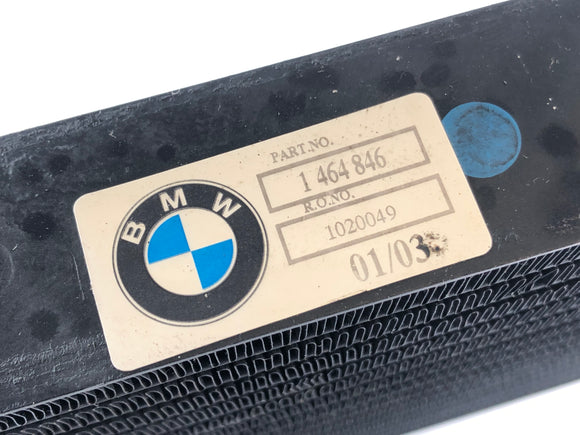 BMW
PART.NO.
1 464 846
R.O.NO.
1020049
01/03